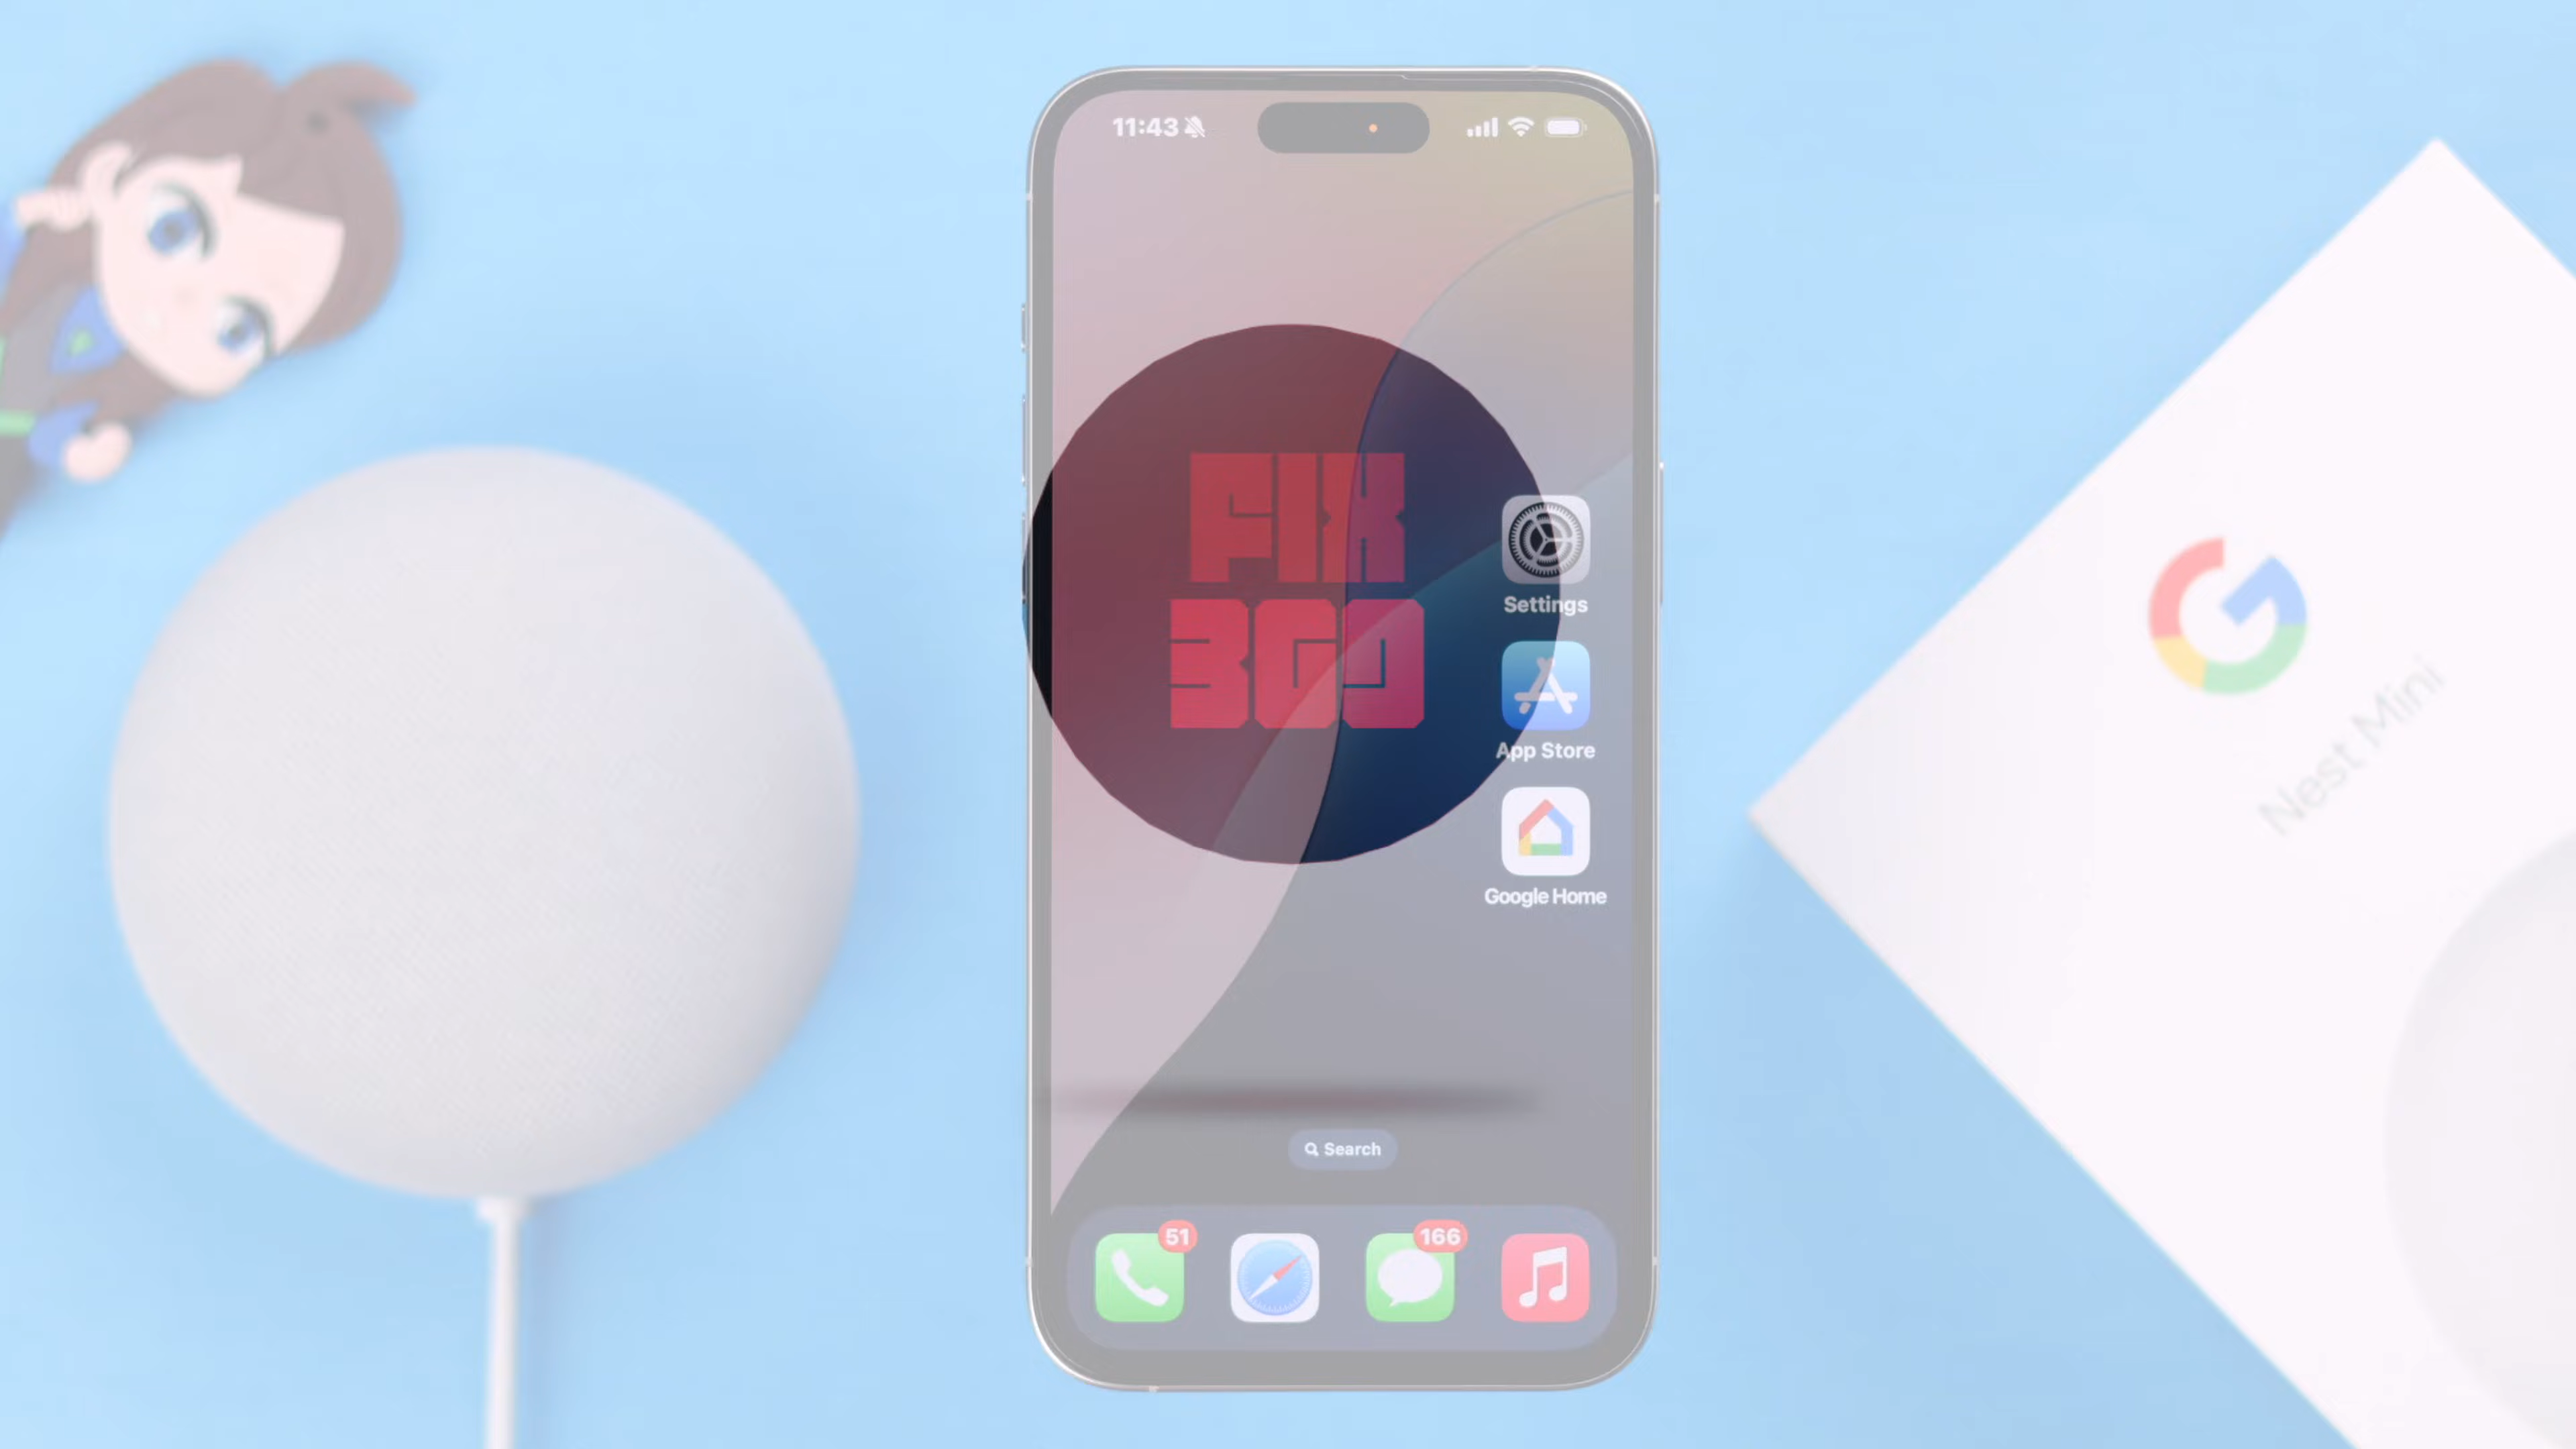 11:43
FIX
360
Settings
App Store
Google Home
Search
51
166
G
Nest Mini